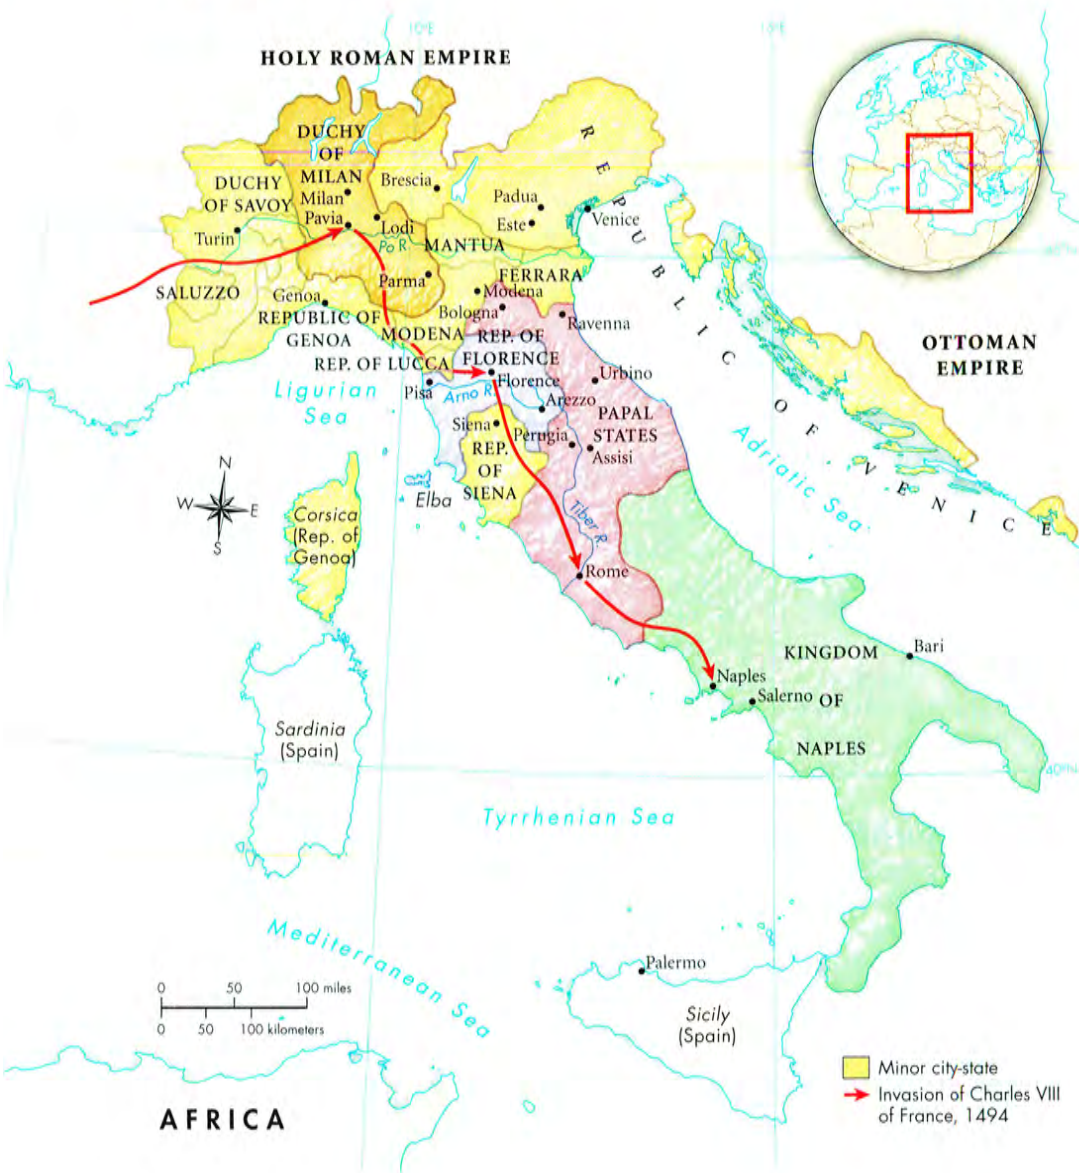 10°E
15°E
HOLY ROMAN EMPIRE
DUCHY
OF
MILAN
Milan
Pavia
Lodi
Brescia
DUCHY
OF SAVOY
Turin
Padua
Este
Venice
REPUBLIC OF VENICE
Po R
MANTUA
SALUZZO
Parma
FERRARA
Modena
Genoa
REPUBLIC OF
GENOA
Bologna
Ravenna
MODENA
REP. OF
FLORENCE
REP. OF LUCCA
Florence
Pisa
Arno R
Arezzo
Urbino
PAPAL
STATES
Siena
Perugia
Assisi
REP.
OF
SIENA
Ligurian
Sea
OTTOMAN
EMPIRE
Adriatic Sea
N
W
E
S
Elba
Corsica
(Rep. of
Genoa)
Tiber R
Rome
KINGDOM
OF
NAPLES
Bari
Naples
Salerno
Sardinia
(Spain)
40°N
Tyrrhenian Sea
Mediterranean Sea
Palermo
Sicily
(Spain)
0 50 100 miles
0 50 100 kilometers
AFRICA
Minor city-state
Invasion of Charles VIII
of France, 1494